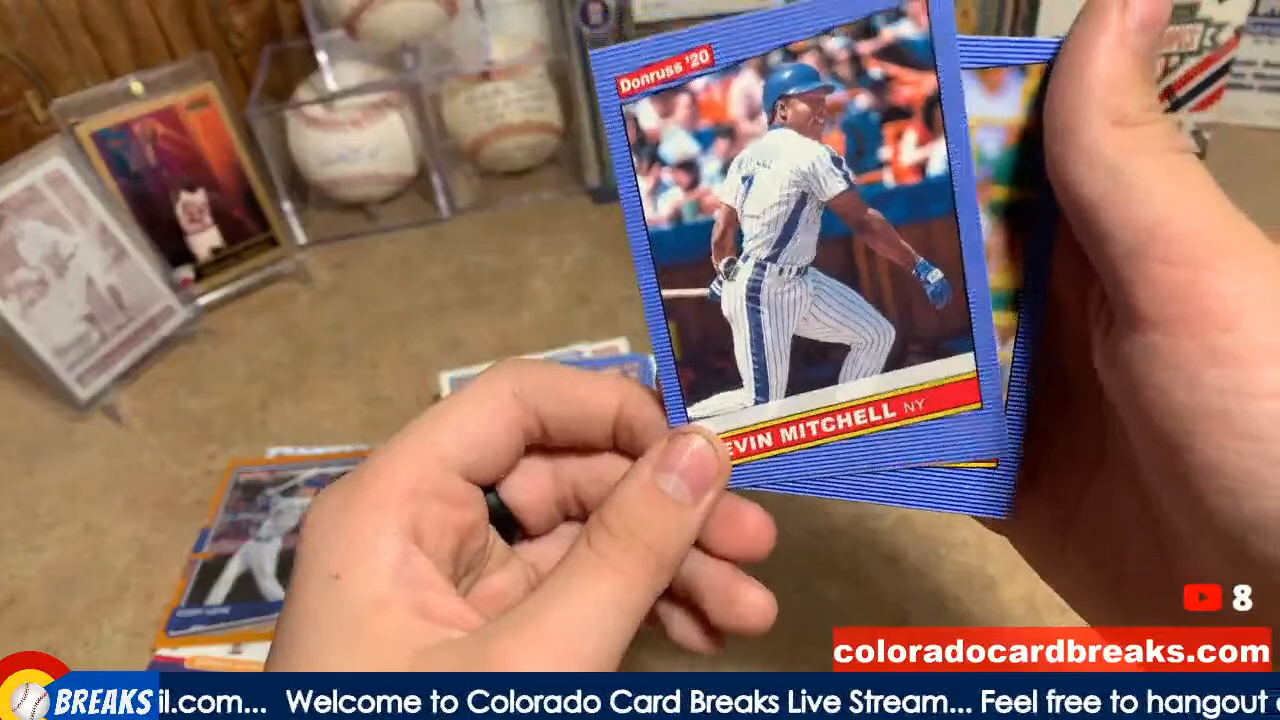 Donruss '20
7
EVIN MITCHELL NY
8
coloradocardbreaks.com
BREAKS
il.com... Welcome to Colorado Card Breaks Live Stream... Feel free to hangout